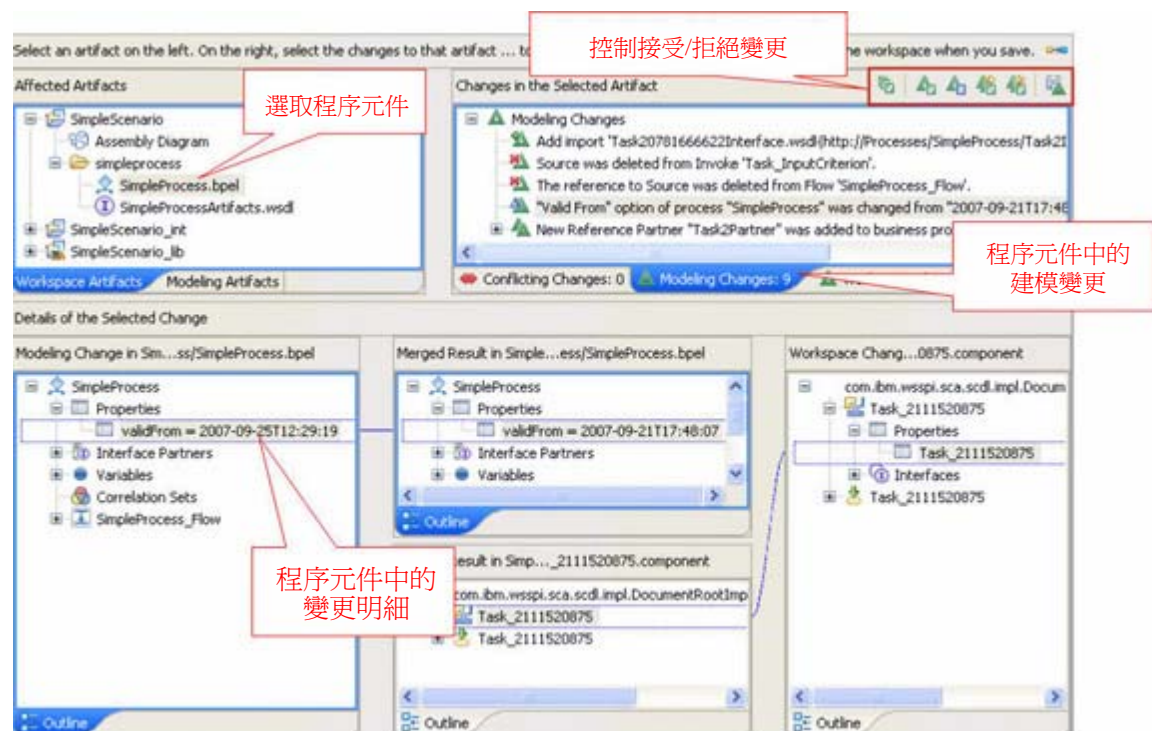 控制接受/拒絕變更
Select an artifact on the left. On the right, select the changes to that artifact ... to
he workspace when you save.
Affected Artifacts
選取程序元件
SimpleScenario
Assembly Diagram
simpleprocess
SimpleProcess.bpel
SimpleProcessArtifacts.wsdl
SimpleScenario_int
SimpleScenario_lib
Workspace Artifacts
Modeling Artifacts
Changes in the Selected Artifact
Modeling Changes
Add import 'Task207816666622Interface.wsdl(http://Processes/SimpleProcess/Task2I
Source was deleted from Invoke 'Task_InputCriterion'.
The reference to Source was deleted from Flow 'SimpleProcess_Flow'.
"Valid From" option of process "SimpleProcess" was changed from "2007-09-21T17:48
New Reference Partner "Task2Partner" was added to business pro
程序元件中的
建模變更
Conflicting Changes: 0
Modeling Changes: 9
Details of the Selected Change
Modeling Change in Sim...ss/SimpleProcess.bpel
SimpleProcess
Properties
validFrom = 2007-09-25T12:29:19
Interface Partners
Variables
Correlation Sets
SimpleProcess_Flow
程序元件中的
變更明細
Outline
Merged Result in Simple...ess/SimpleProcess.bpel
SimpleProcess
Properties
validFrom = 2007-09-21T17:48:07
Interface Partners
Variables
Outline
esult in Simp..._2111520875.component
com.ibm.wsspi.sca.scdl.impl.DocumentRootImp
Task_2111520875
Task_2111520875
Outline
Workspace Chang...0875.component
com.ibm.wsspi.sca.scdl.impl.Docum
Task_2111520875
Properties
Task_2111520875
Interfaces
Task_2111520875
Outline